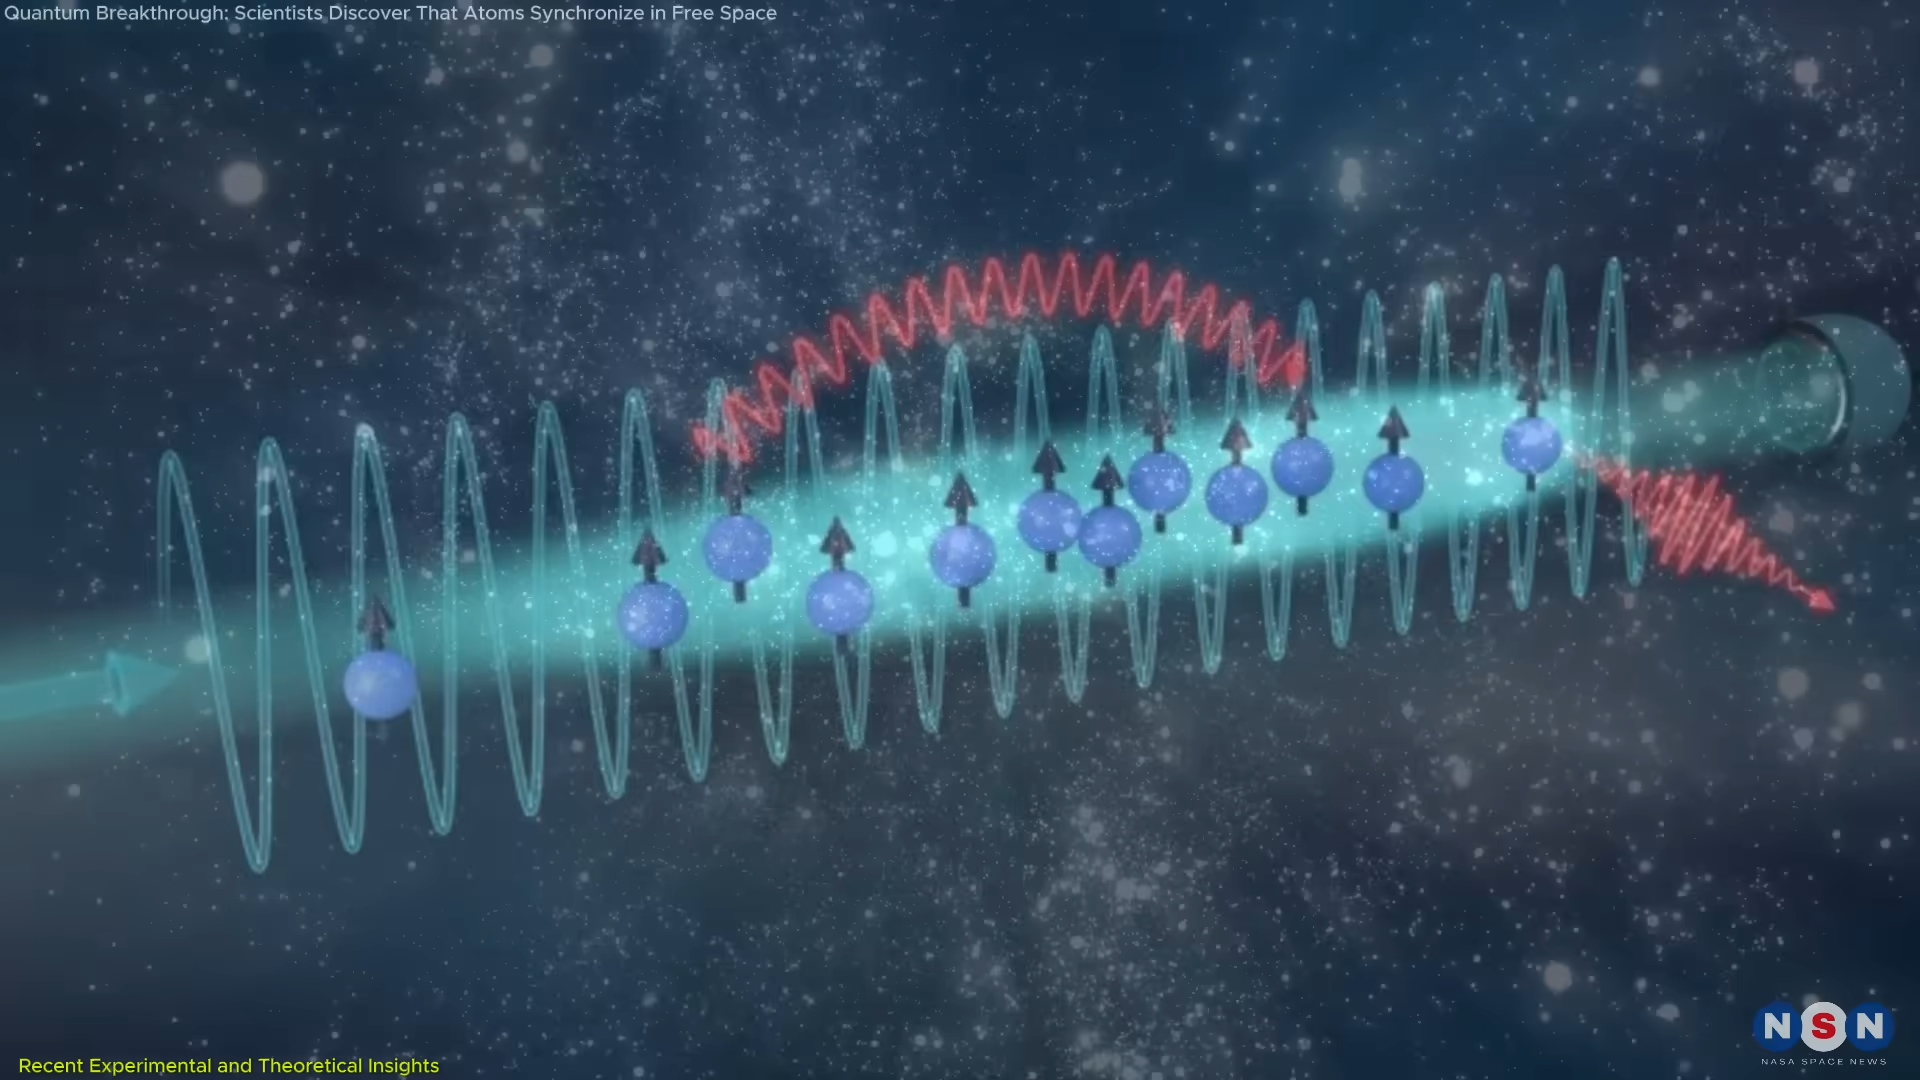 Quantum Breakthrough: Scientists Discover That Atoms Synchronize in Free Space
NSN
NASA SPACE NEWS
Recent Experimental and Theoretical Insights